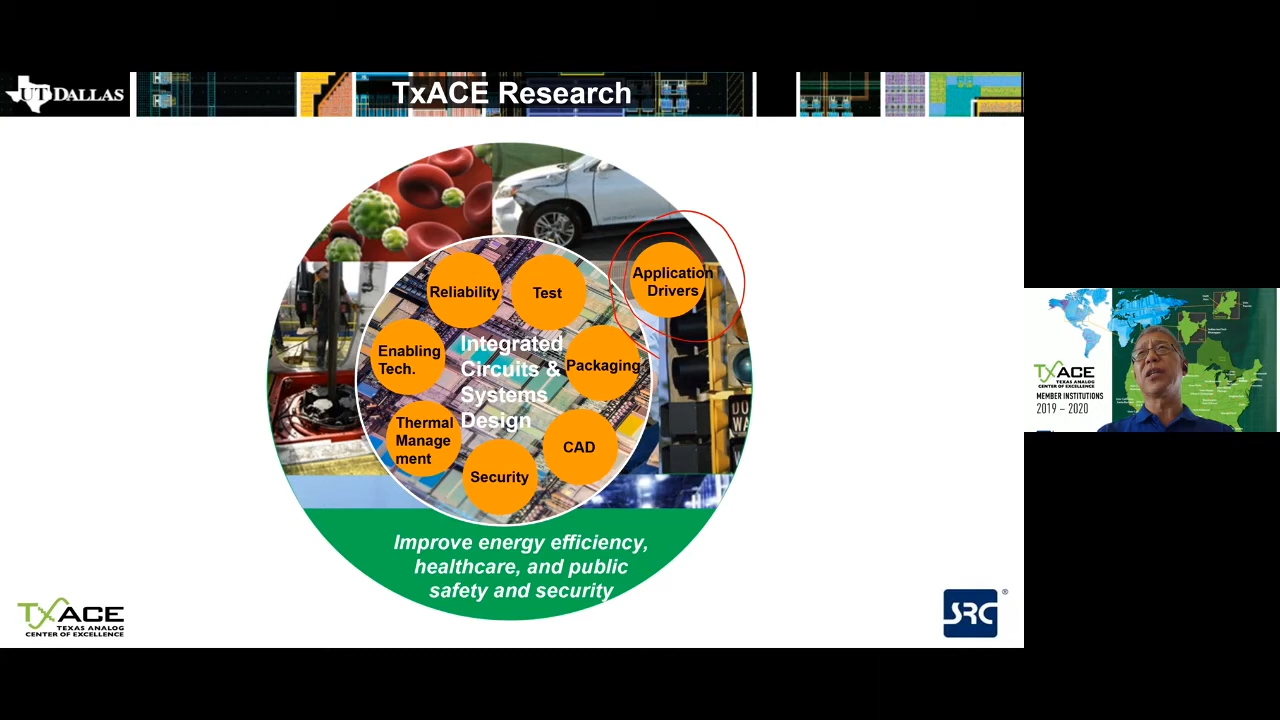 UT DALLAS
TxACE Research
Application
Drivers
Reliability
Test
Enabling
Tech.
Integrated
Circuits &
Systems
Design
Packaging
Thermal
Manage
ment
CAD
Security
Improve energy efficiency,
healthcare, and public
safety and security
TxACE
TEXAS ANALOG
CENTER OF EXCELLENCE
SRC®
TxACE
TEXAS ANALOG
CENTER OF EXCELLENCE
MEMBER INSTITUTIONS
2019 – 2020